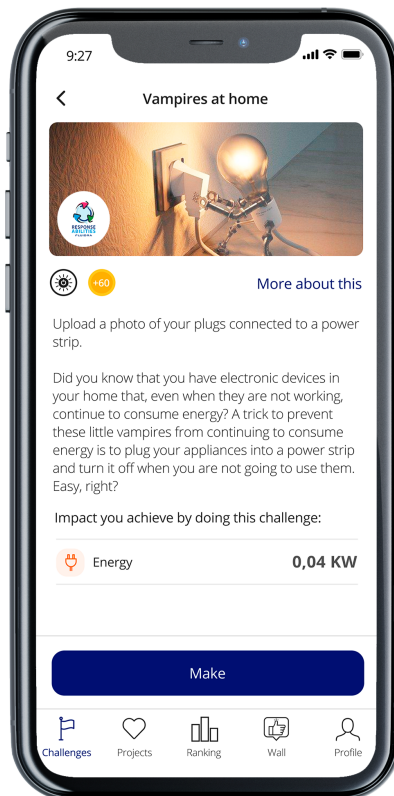 9:27
Vampires at home
RESPONSE
ABILITIES
FLUIDRA
+60
More about this
Upload a photo of your plugs connected to a power
strip.
Did you know that you have electronic devices in
your home that, even when they are not working,
continue to consume energy? A trick to prevent
these little vampires from continuing to consume
energy is to plug your appliances into a power strip
and turn it off when you are not going to use them.
Easy, right?
Impact you achieve by doing this challenge:
Energy 0,04 KW
Make
Challenges Projects Ranking Wall Profile